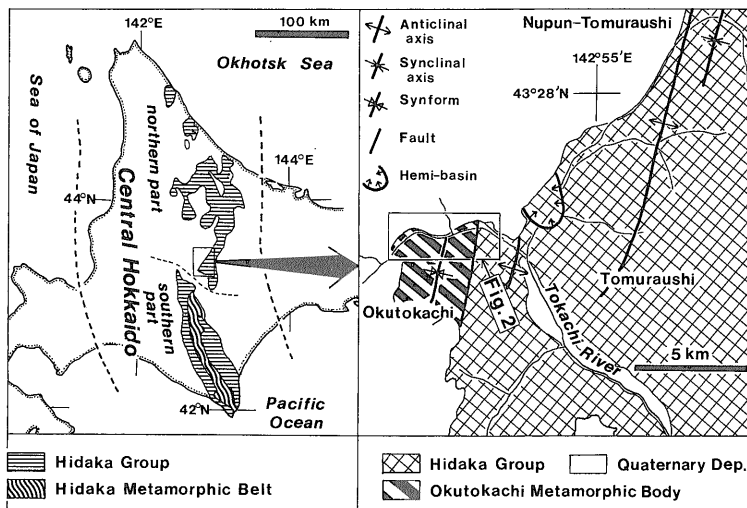 142°E
100 km
Okhotsk Sea
Sea of Japan
northern part
Central Hokkaido
144°E
44°N
southern part
42°N
Pacific Ocean
Hidaka Group
Hidaka Metamorphic Belt
Anticlinal axis
Synclinal axis
Synform
Fault
Hemi-basin
Nupun-Tomuraushi
142°55'E
43°28'N
Okutokachi
Fig. 2
Tomuraushi
Tokachi River
5 km
Hidaka Group
Quaternary Dep.
Okutokachi Metamorphic Body